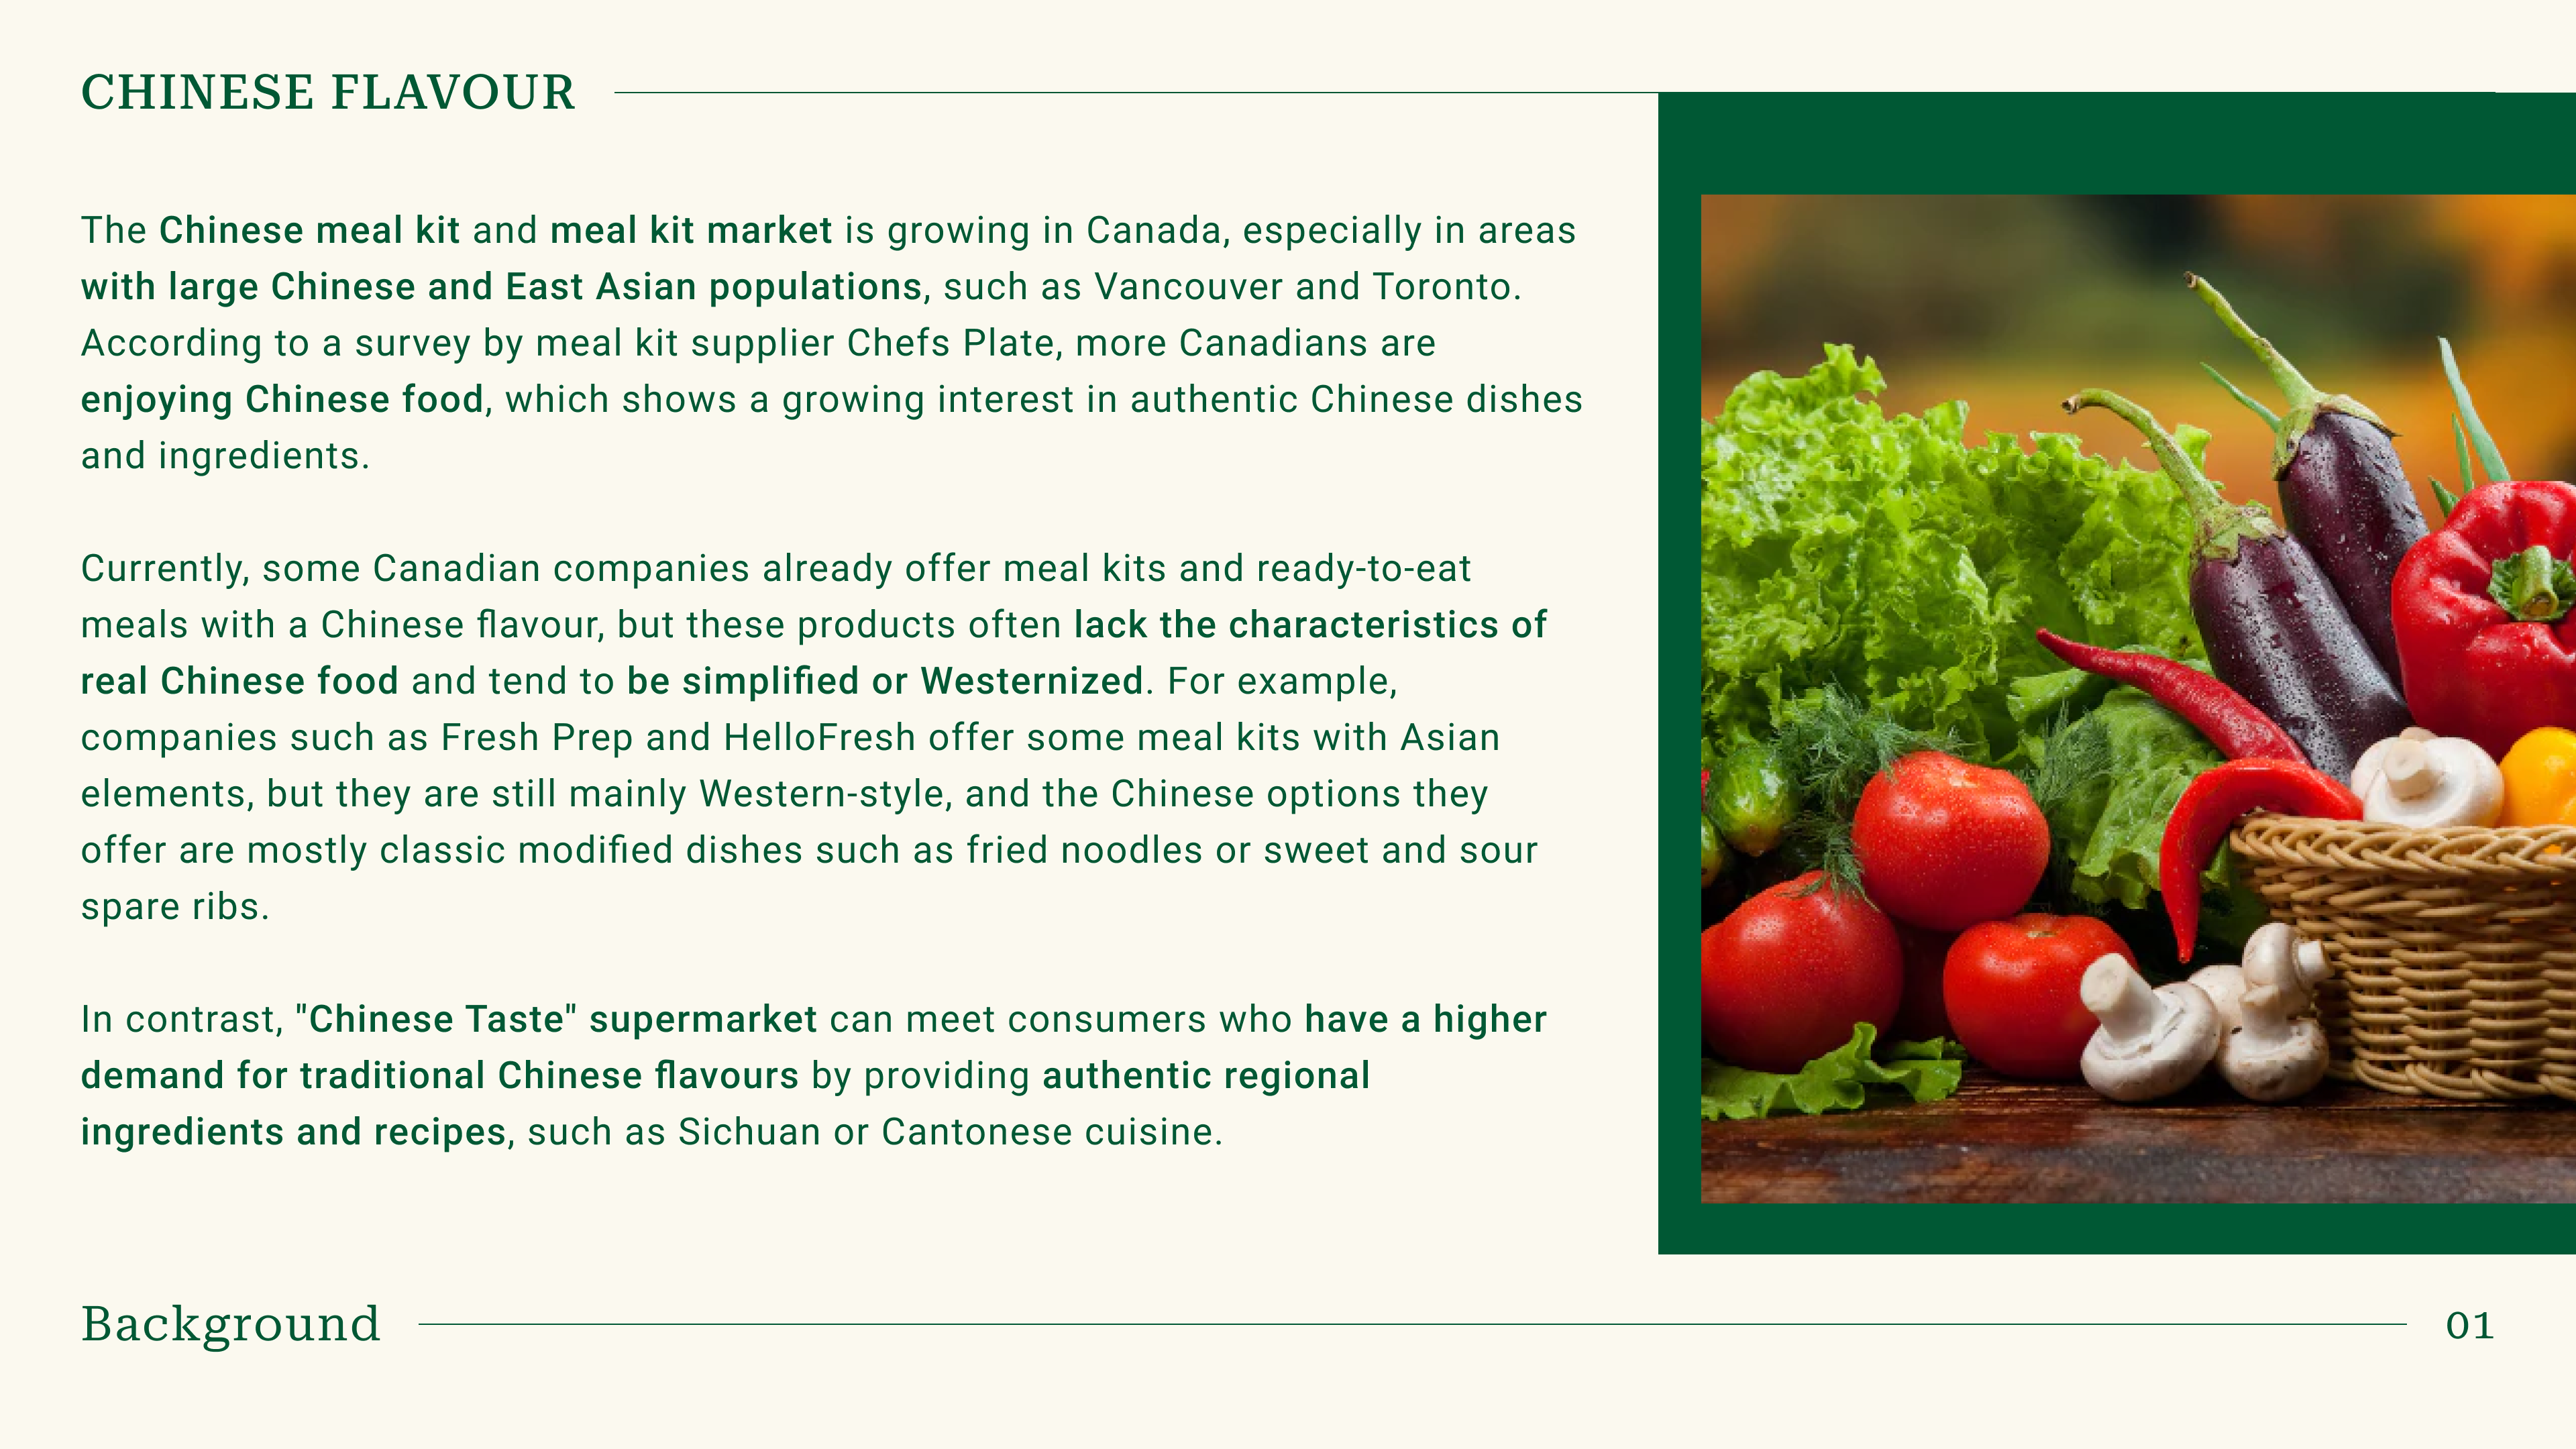 CHINESE FLAVOUR
The Chinese meal kit and meal kit market is growing in Canada, especially in areas
with large Chinese and East Asian populations, such as Vancouver and Toronto.
According to a survey by meal kit supplier Chefs Plate, more Canadians are
enjoying Chinese food, which shows a growing interest in authentic Chinese dishes
and ingredients.
Currently, some Canadian companies already offer meal kits and ready-to-eat
meals with a Chinese flavour, but these products often lack the characteristics of
real Chinese food and tend to be simplified or Westernized. For example,
companies such as Fresh Prep and HelloFresh offer some meal kits with Asian
elements, but they are still mainly Western-style, and the Chinese options they
offer are mostly classic modified dishes such as fried noodles or sweet and sour
spare ribs.
In contrast, "Chinese Taste" supermarket can meet consumers who have a higher
demand for traditional Chinese flavours by providing authentic regional
ingredients and recipes, such as Sichuan or Cantonese cuisine.
Background
01